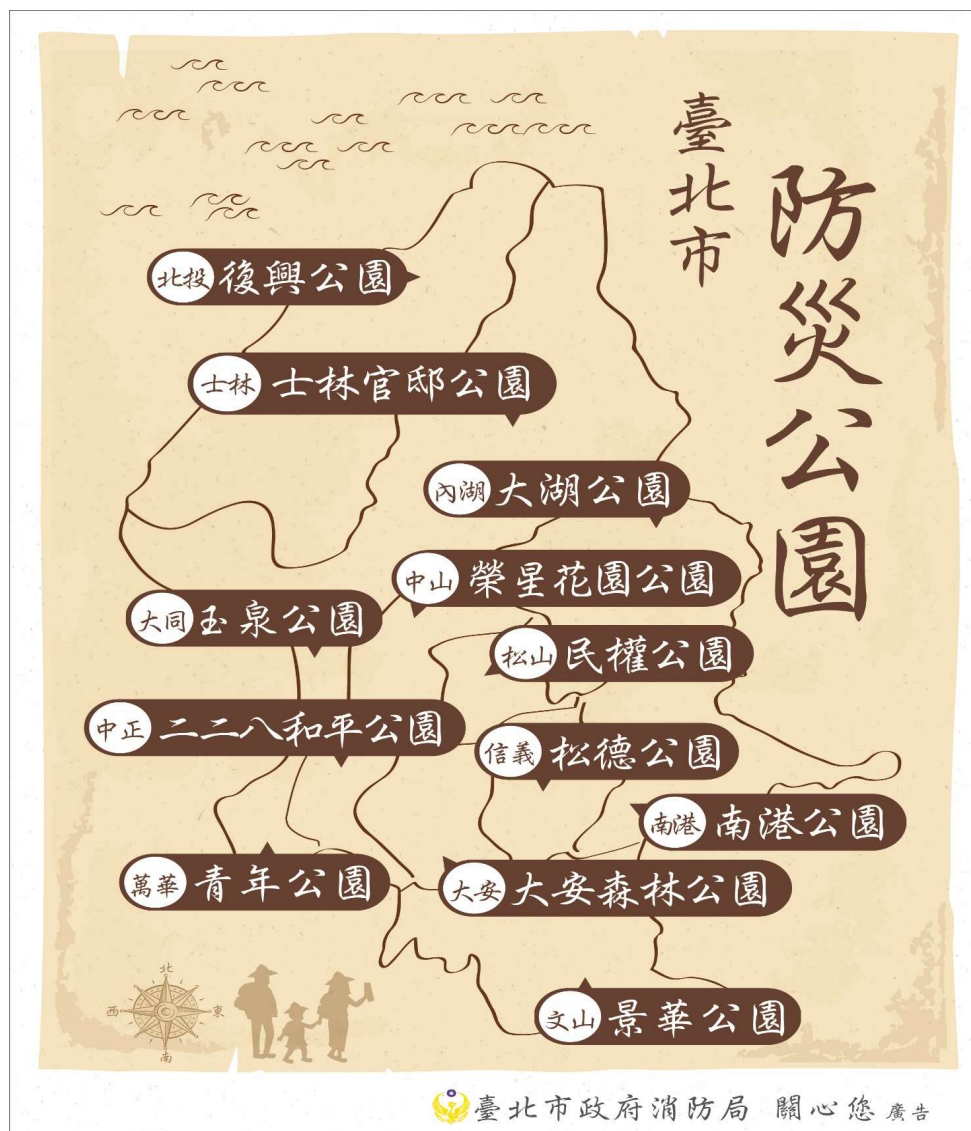 臺北市
防災公園
北投 復興公園
士林 士林官邸公園
內湖 大湖公園
中山 榮星花園公園
大同 玉泉公園
松山 民權公園
中正 二二八和平公園
信義 松德公園
南港 南港公園
萬華 青年公園
大安 大安森林公園
文山 景華公園
北
西 東
南
臺北市政府消防局 關心您 廣告